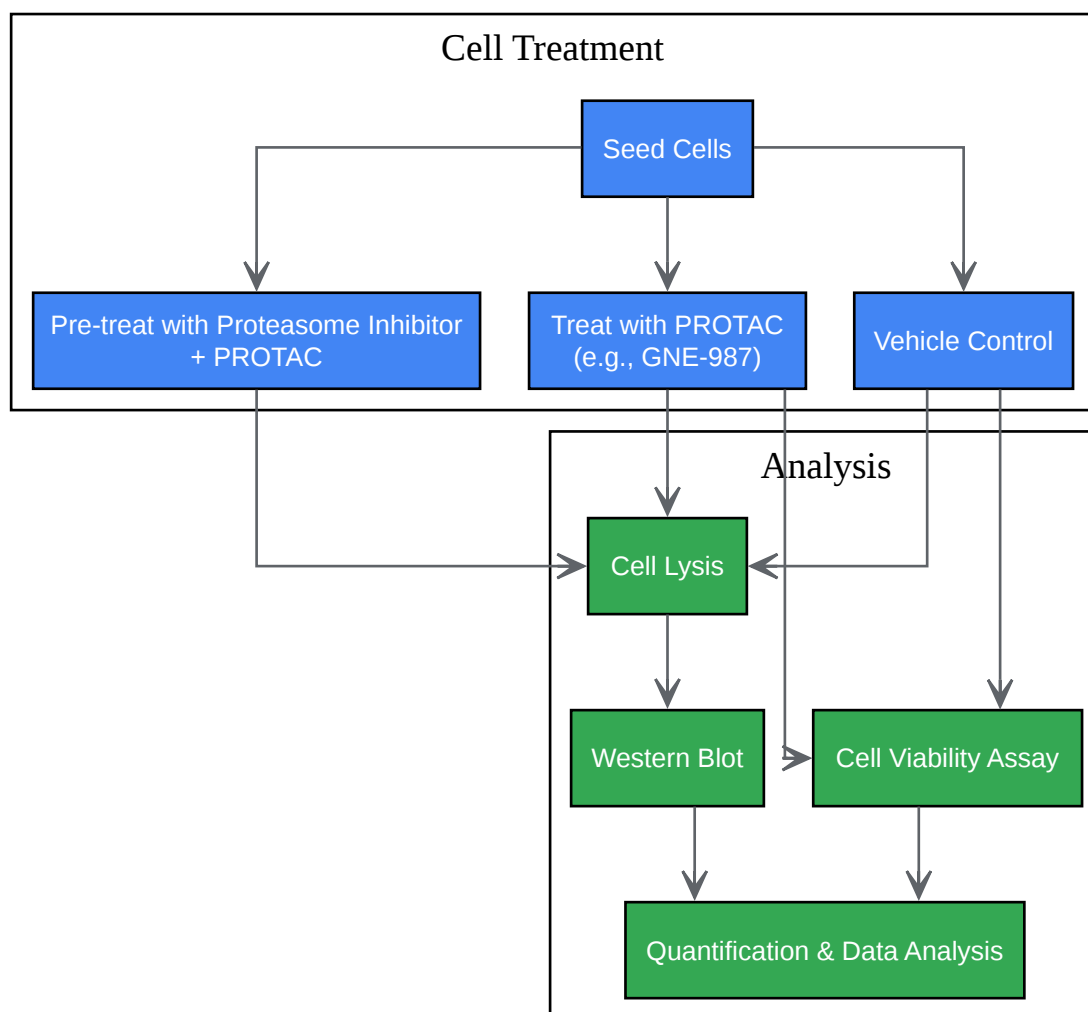 Cell Treatment
Seed Cells
Pre-treat with Proteasome Inhibitor
+ PROTAC
Treat with PROTAC
(e.g., GNE-987)
Vehicle Control
Analysis
Cell Lysis
Western Blot
Cell Viability Assay
Quantification & Data Analysis